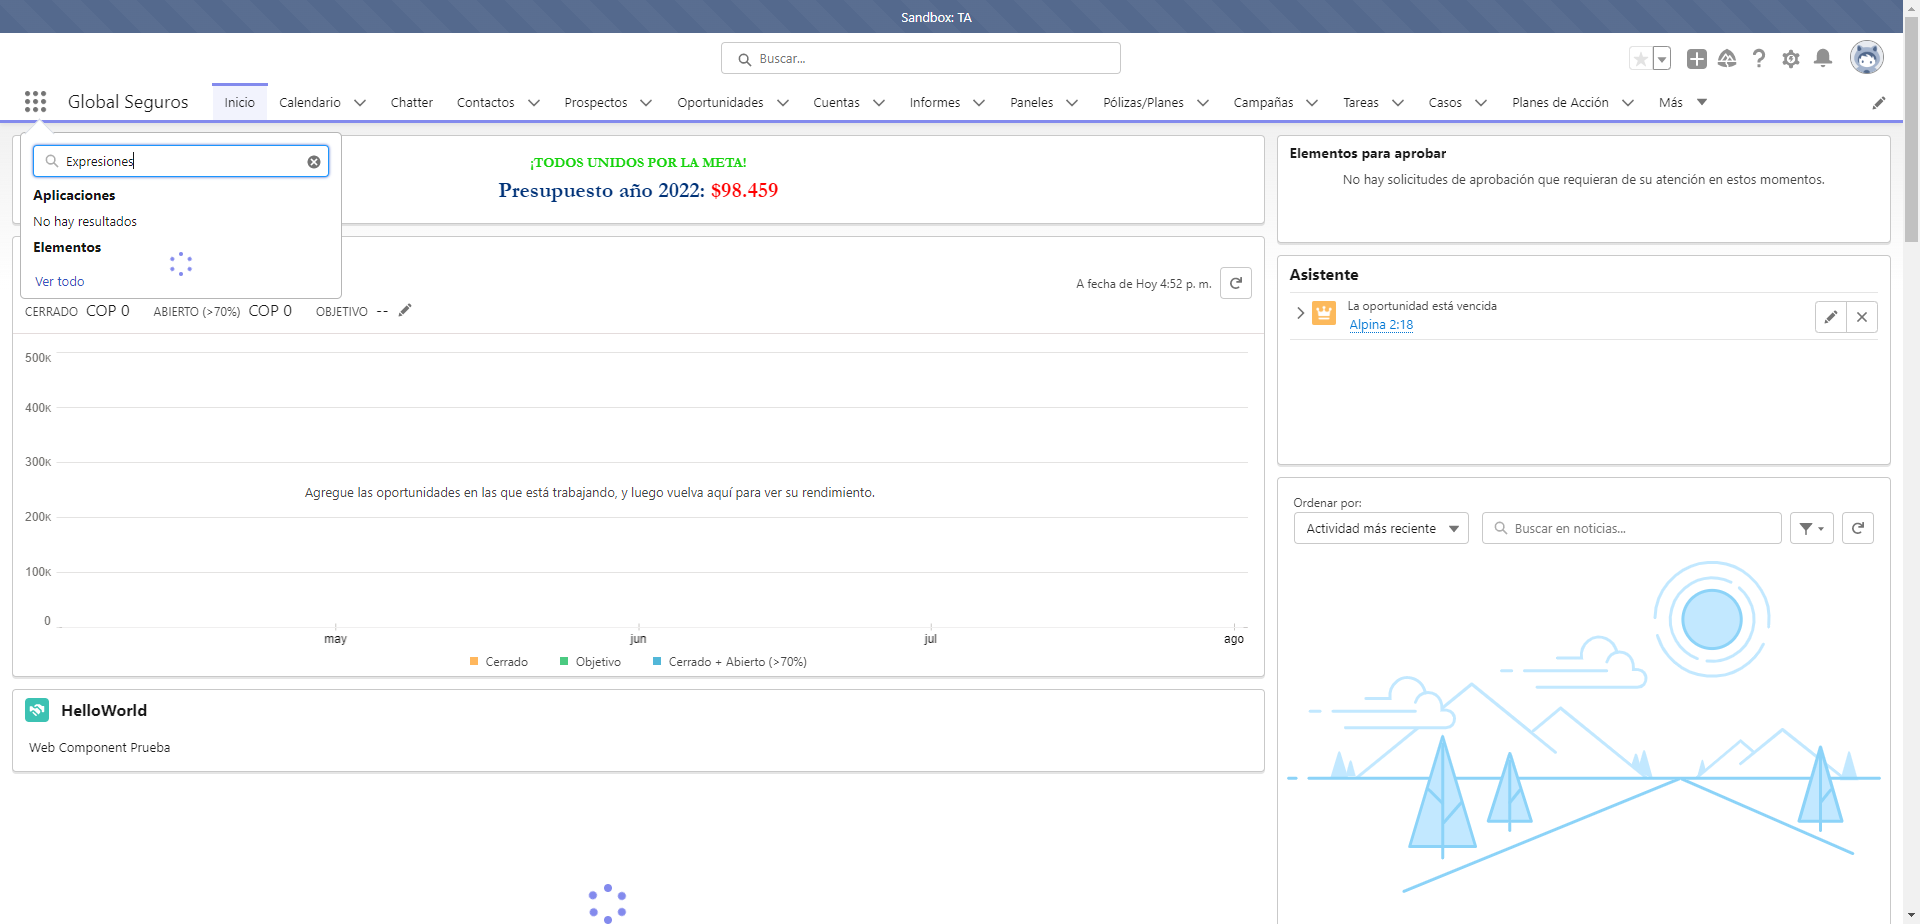 Sandbox: TA
Buscar...
Global Seguros
Inicio
Calendario
Chatter
Contactos
Prospectos
Oportunidades
Cuentas
Informes
Paneles
Pólizas/Planes
Campañas
Tareas
Casos
Planes de Acción
Más
Expresiones
Aplicaciones
No hay resultados
Elementos
Ver todo
¡TODOS UNIDOS POR LA META!
Presupuesto año 2022: $98.459
A fecha de Hoy 4:52 p. m.
CERRADO COP 0 ABIERTO (>70%) COP 0 OBJETIVO --
500K
400K
300K
200K
100K
0
Agregue las oportunidades en las que está trabajando, y luego vuelva aquí para ver su rendimiento.
may jun jul ago
Cerrado Objetivo Cerrado + Abierto (>70%)
HelloWorld
Web Component Prueba
Elementos para aprobar
No hay solicitudes de aprobación que requieran de su atención en estos momentos.
Asistente
La oportunidad está vencida
Alpina 2:18
Ordenar por:
Actividad más reciente
Buscar en noticias...